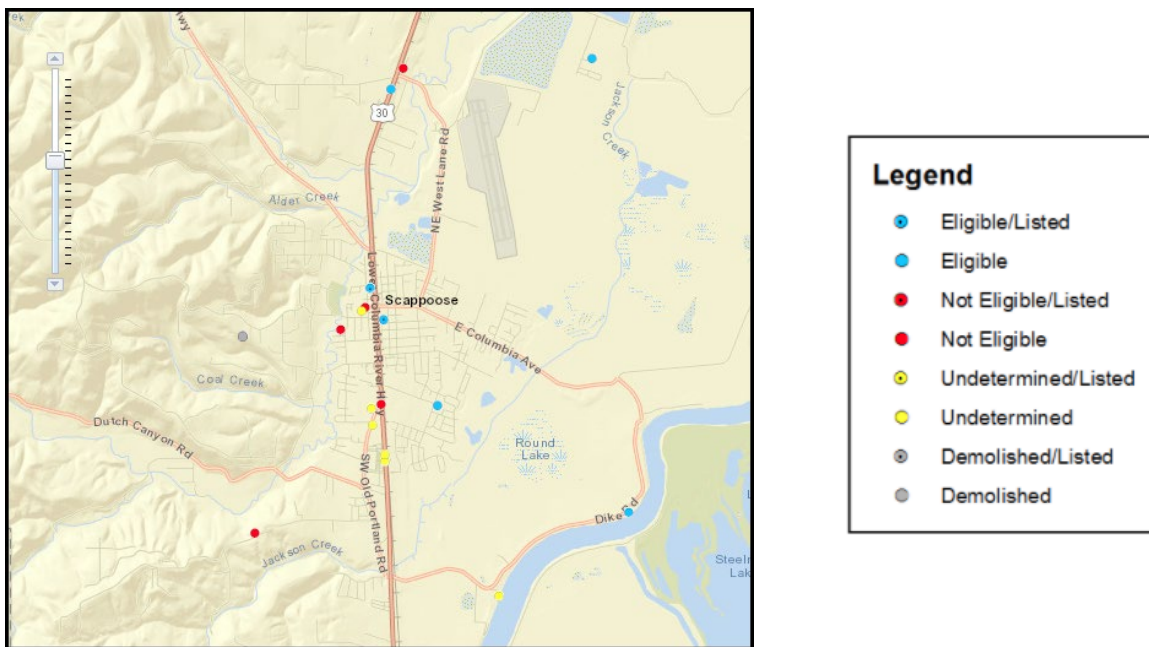 ek
Hwy
30
Jackson
Creek
NE West Lane Rd
Alder Creek
Lower Columbia River Hwy
Scappoose
E Columbia Ave
Coal Creek
Dutch Canyon Rd
Round
Lake
SW Old Portland Rd
Dike Rd
Jackson Creek
Steelm
Lak
Legend
Eligible/Listed
Eligible
Not Eligible/Listed
Not Eligible
Undetermined/Listed
Undetermined
Demolished/Listed
Demolished